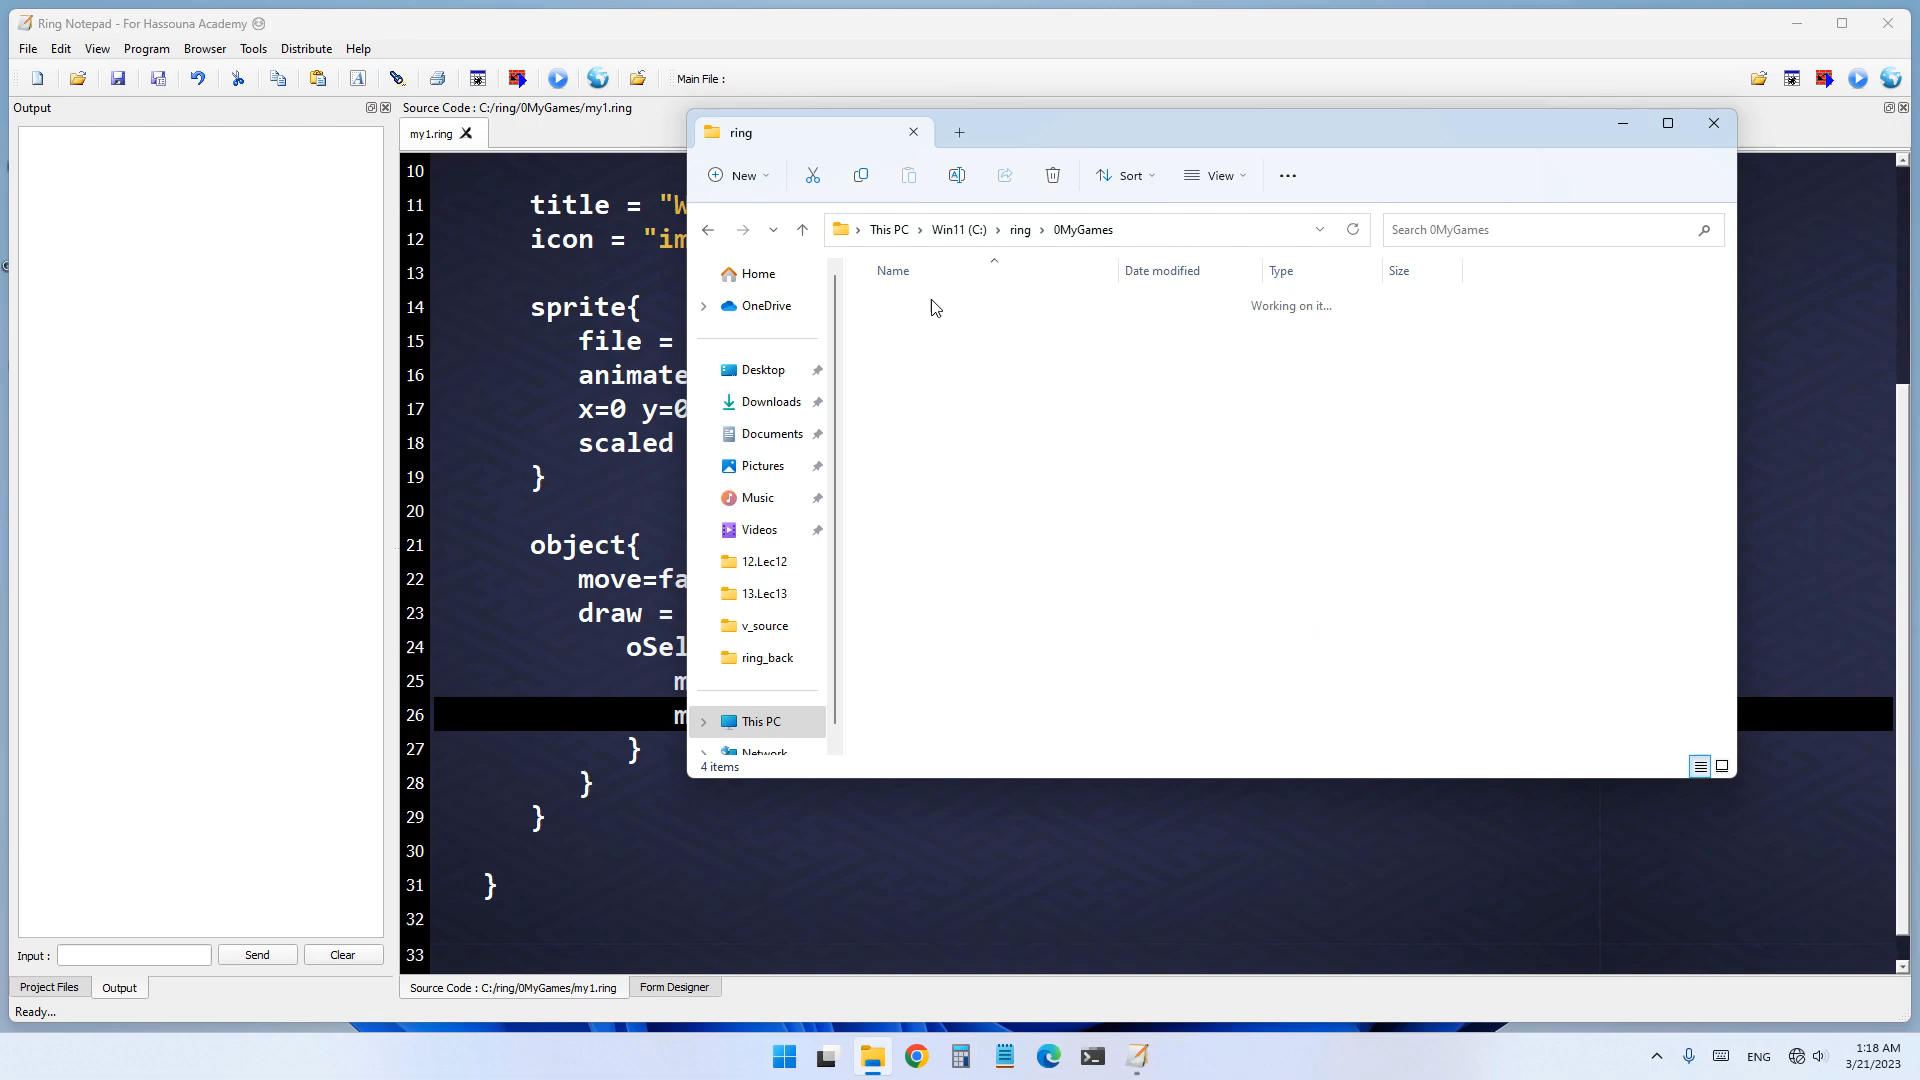 Ring Notepad - For Hassouna Academy
File Edit View Program Browser Tools Distribute Help
Main File :
Output
Source Code : C:/ring/0MyGames/my1.ring
my1.ring
10
11 title = "W
12 icon = "im
13
14 sprite{
15 file =
16 animate
17 x=0 y=0
18 scaled
19 }
20
21 object{
22 move=fa
23 draw =
24 oSel
25 m
26 m
27 }
28 }
29 }
30
31 }
32
33
ring
New Sort View
This PC Win11 (C:) ring 0MyGames
Search 0MyGames
Name Date modified Type Size
Working on it...
Home
OneDrive
Desktop
Downloads
Documents
Pictures
Music
Videos
12.Lec12
13.Lec13
v_source
ring_back
This PC
Network
4 items
Input : Send Clear
Project Files Output
Source Code : C:/ring/0MyGames/my1.ring Form Designer
Ready...
ENG
1:18 AM
3/21/2023